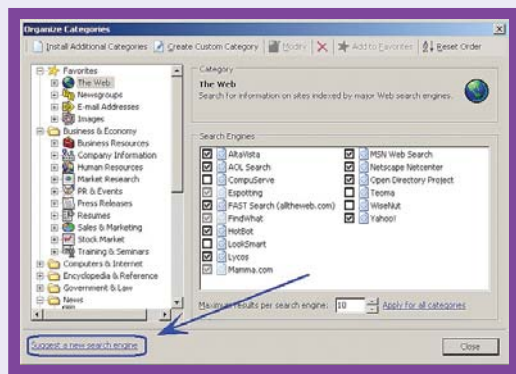 Organize Categories
Install Additional Categories Create Custom Category Modify Add to Favorites Reset Order
Favorites
The Web
Newsgroups
E-mail Addresses
Images
Business & Economy
Business Resources
Company Information
Human Resources
Market Research
PR & Events
Press Releases
Resumes
Sales & Marketing
Stock Market
Training & Seminars
Computers & Internet
Encyclopedia & Reference
Government & Law
News
Category
The Web
Search for information on sites indexed by major Web search engines.
Search Engines
AltaVista
AOL Search
CompuServe
Espotting
FAST Search (alltheweb.com)
FindWhat
HotBot
LookSmart
Lycos
Mamma.com
MSN Web Search
Netscape Netcenter
Open Directory Project
Teoma
WiseNut
Yahoo!
Maximum results per search engine: 10 Apply for all categories
Suggest a new search engine
Close